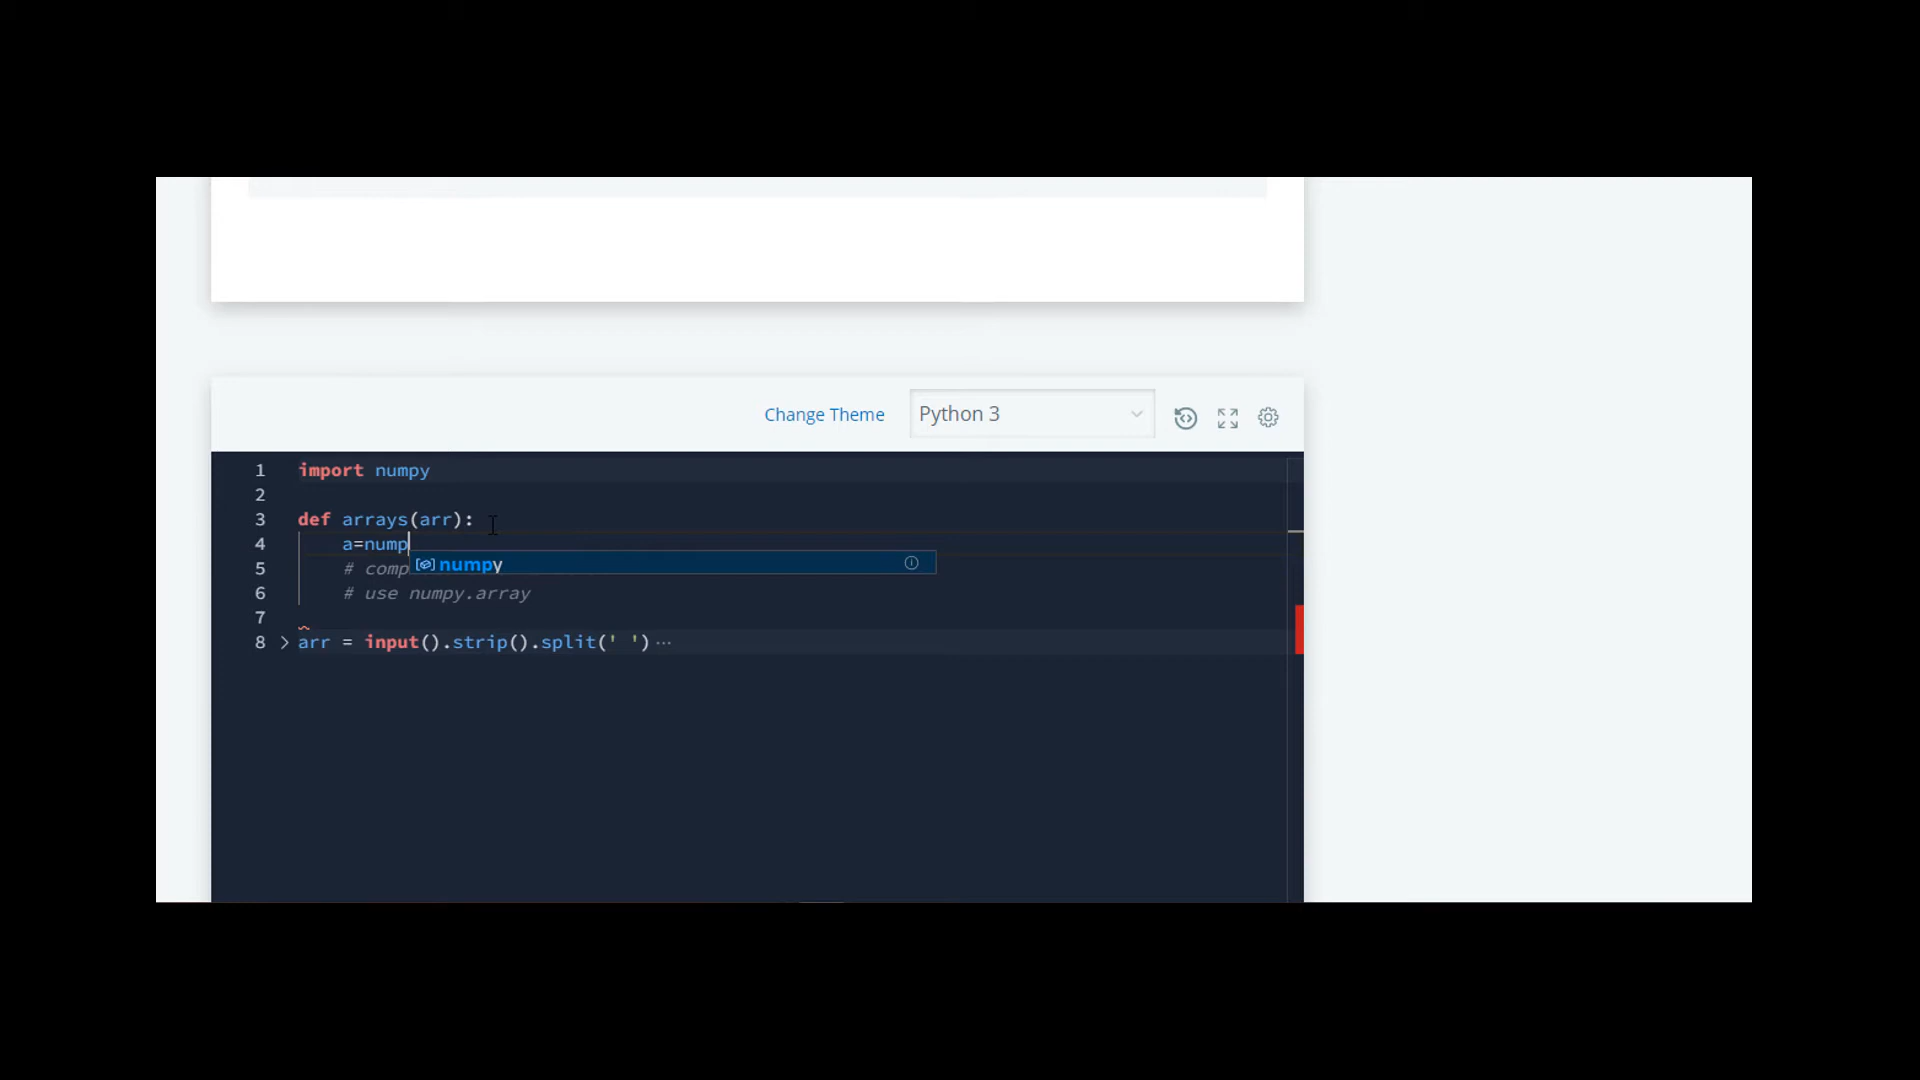 Change Theme
Python 3
1 import numpy
2
3 def arrays(arr):
4 a=nump
numpy
5 # comp
6 # use numpy.array
7
8 arr = input().strip().split(' ')···